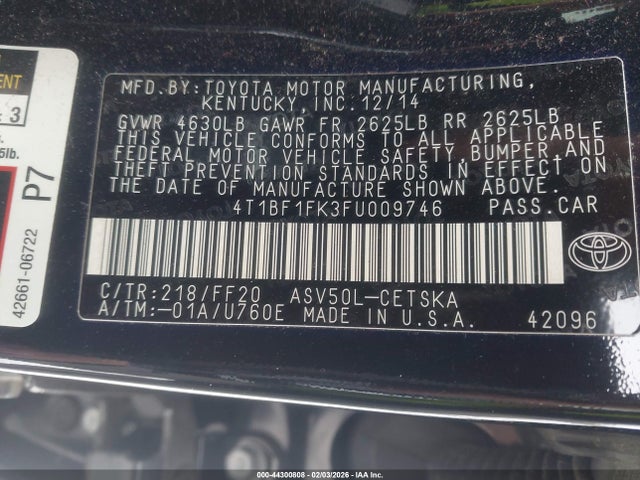 MFD. BY: TOYOTA MOTOR MANUFACTURING,
KENTUCKY, INC. 12/14
GVWR 4630LB GAWR FR 2625LB RR 2625LB
THIS VEHICLE CONFORMS TO ALL APPLICABLE
FEDERAL MOTOR VEHICLE SAFETY, BUMPER, AND
THEFT PREVENTION STANDARDS IN EFFECT ON
THE DATE OF MANUFACTURE SHOWN ABOVE.
4T1BF1FK3FU009746 PASS.CAR
C/TR:218/FF20 ASV50L-CETSKA
A/TM:-01A/U760E MADE IN U.S.A.
42096
3
5lb.
P7
42661-06722
000-44300808 - 02/03/2026 - IAA Inc.